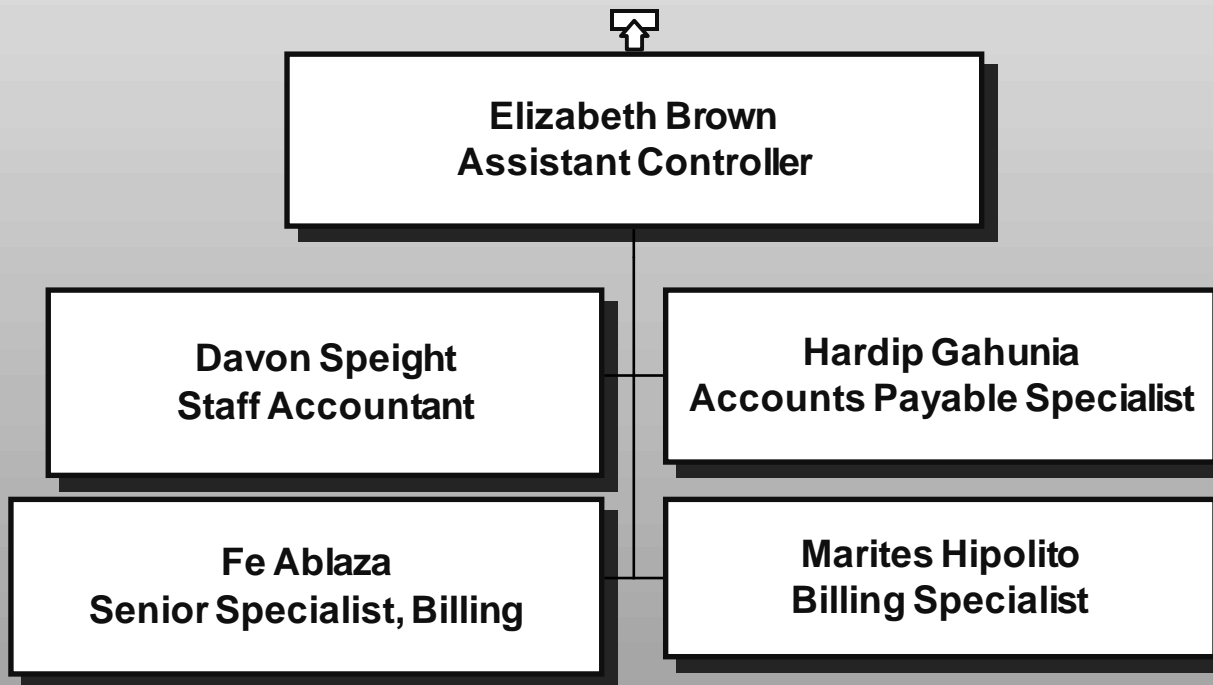 Elizabeth Brown
Assistant Controller
Davon Speight
Staff Accountant
Hardip Gahunia
Accounts Payable Specialist
Fe Ablaza
Senior Specialist, Billing
Marites Hipolito
Billing Specialist